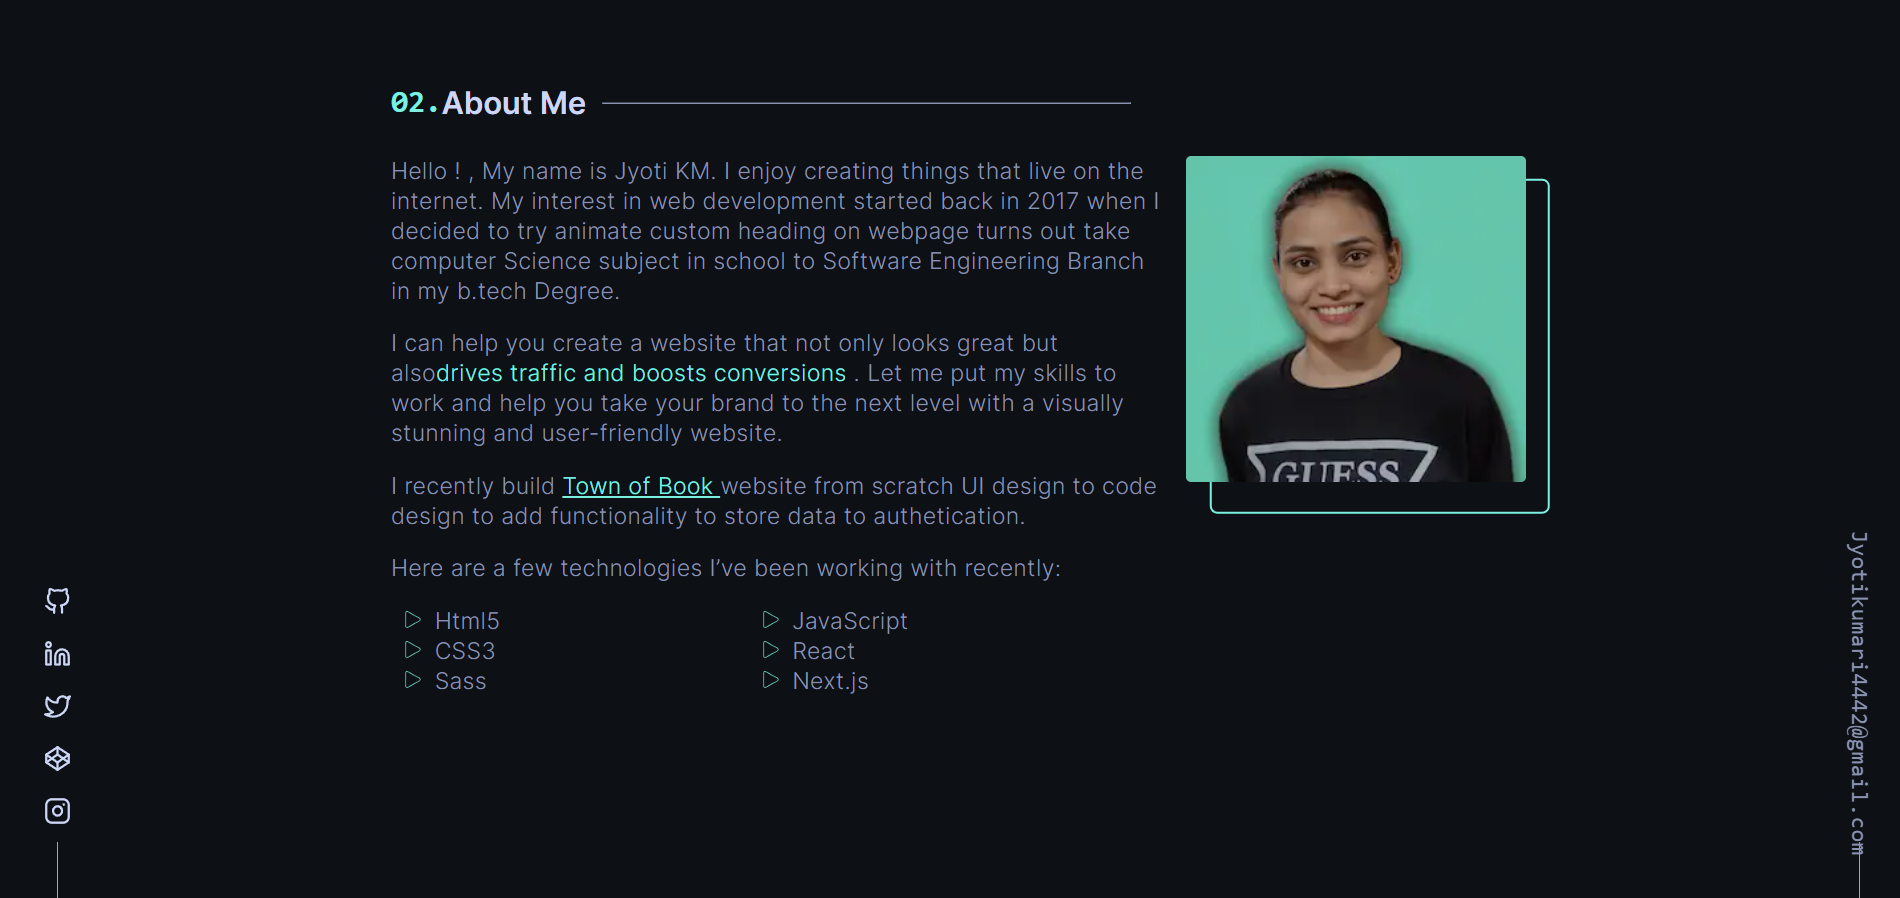 02. About Me
Hello ! , My name is Jyoti KM. I enjoy creating things that live on the
internet. My interest in web development started back in 2017 when I
decided to try animate custom heading on webpage turns out take
computer Science subject in school to Software Engineering Branch
in my b.tech Degree.
I can help you create a website that not only looks great but
alsodrives traffic and boosts conversions . Let me put my skills to
work and help you take your brand to the next level with a visually
stunning and user-friendly website.
I recently build Town of Book website from scratch UI design to code
design to add functionality to store data to authetication.
Here are a few technologies I’ve been working with recently:
Html5
CSS3
Sass
JavaScript
React
Next.js
GUESS
Jyotikumari4442@gmail.com